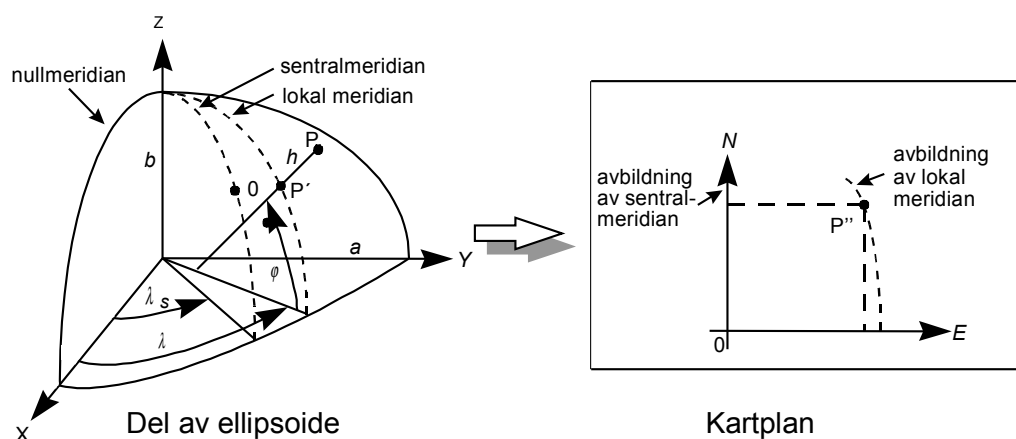 Z
nullmeridian
sentralmeridian
lokal meridian
P
h
b
0
P´
a
Y
φ
λ s
λ
X
Del av ellipsoide
N
avbildning
av sentral-
meridian
avbildning
av lokal
meridian
P"
0
E
Kartplan